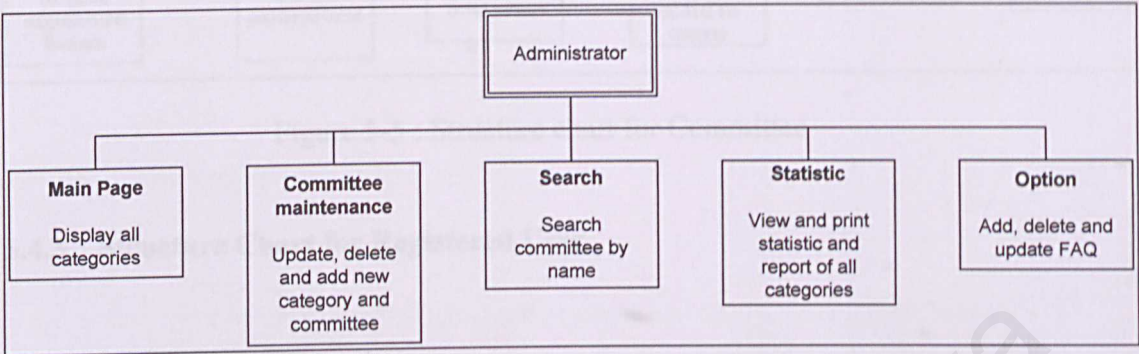 Administrator
Main Page
Display all
categories
Committee
maintenance
Update, delete
and add new
category and
committee
Search
Search
committee by
name
Statistic
View and print
statistic and
report of all
categories
Option
Add, delete and
update FAQ